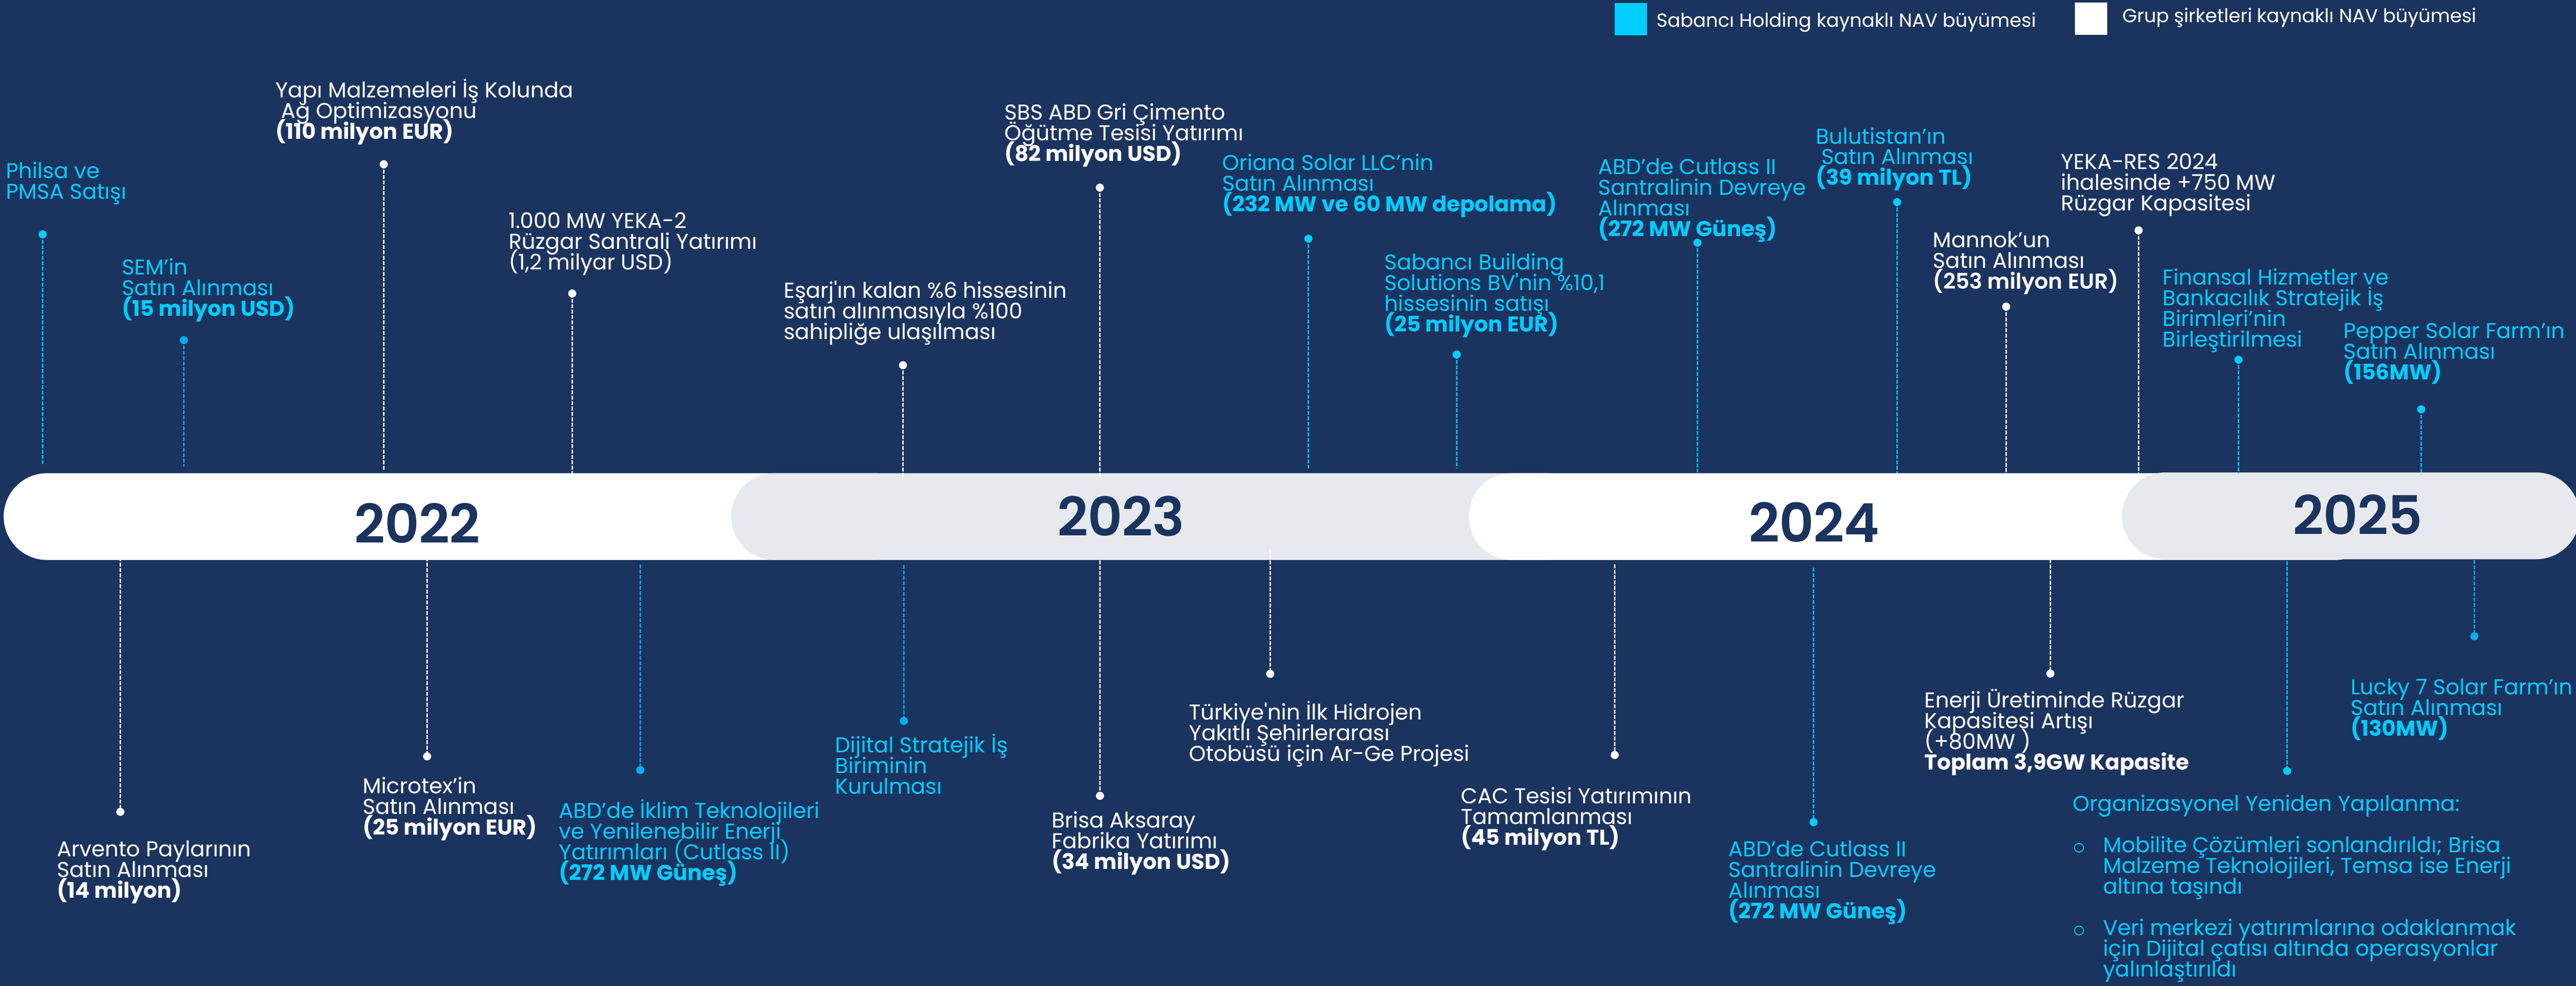 Sabancı Holding kaynaklı NAV büyümesi
Grup şirketleri kaynaklı NAV büyümesi
Philsa ve
PMSA Satışı
SEM’in
Satın Alınması
(15 milyon USD)
Yapı Malzemeleri İş Kolunda
Ağ Optimizasyonu
(110 milyon EUR)
1.000 MW YEKA-2
Rüzgar Santrali Yatırımı
(1,2 milyar USD)
Eşarj'ın kalan %6 hissesinin
satın alınmasıyla %100
sahipliğe ulaşılması
SBS ABD Gri Çimento
Öğütme Tesisi Yatırımı
(82 milyon USD)
Oriana Solar LLC’nin
Satın Alınması
(232 MW ve 60 MW depolama)
Sabancı Building
Solutions BV'nin %10,1
hissesinin satışı
(25 milyon EUR)
ABD’de Cutlass II
Santralinin Devreye
Alınması
(272 MW Güneş)
Bulutistan’ın
Satın Alınması
(39 milyon TL)
Mannok’un
Satın Alınması
(253 milyon EUR)
YEKA-RES 2024
ihalesinde +750 MW
Rüzgar Kapasitesi
Finansal Hizmetler ve
Bankacılık Stratejik İş
Birimleri’nin
Birleştirilmesi
Pepper Solar Farm’ın
Satın Alınması
(156MW)
2022
2023
2024
2025
Arvento Paylarının
Satın Alınması
(14 milyon)
Microtex’in
Satın Alınması
(25 milyon EUR)
ABD’de İklim Teknolojileri
ve Yenilenebilir Enerji
Yatırımları (Cutlass II)
(272 MW Güneş)
Dijital Stratejik İş
Biriminin
Kurulması
Brisa Aksaray
Fabrika Yatırımı
(34 milyon USD)
Türkiye'nin İlk Hidrojen
Yakıtlı Şehirlerarası
Otobüsü için Ar-Ge Projesi
CAC Tesisi Yatırımının
Tamamlanması
(45 milyon TL)
ABD’de Cutlass II
Santralinin Devreye
Alınması
(272 MW Güneş)
Enerji Üretiminde Rüzgar
Kapasitesi Artışı
(+80MW )
Toplam 3,9GW Kapasite
Organizasyonel Yeniden Yapılanma:
○ Mobilite Çözümleri sonlandırıldı; Brisa
Malzeme Teknolojileri, Temsa ise Enerji
altına taşındı
○ Veri merkezi yatırımlarına odaklanmak
için Dijital çatısı altında operasyonlar
yalınlaştırıldı
Lucky 7 Solar Farm’ın
Satın Alınması
(130MW)